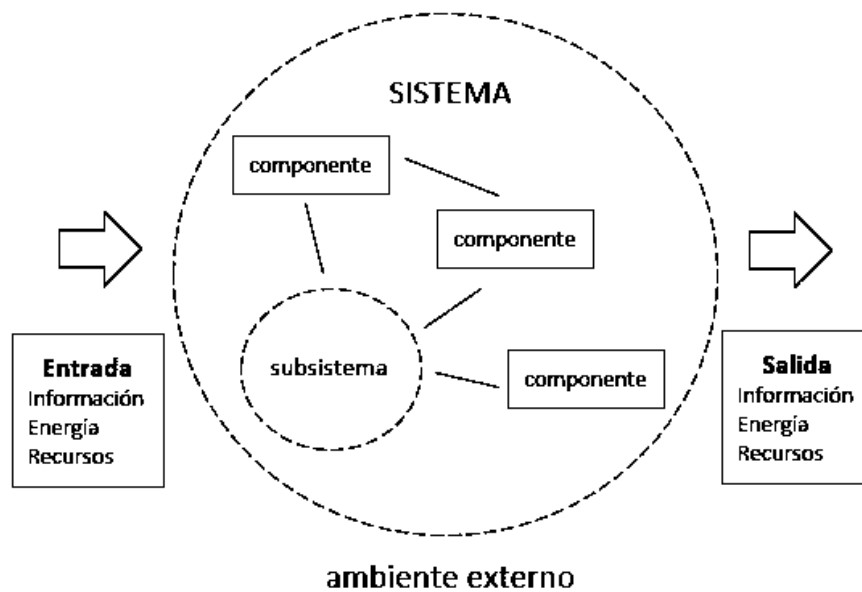 SISTEMA
componente
componente
subsistema
componente
Entrada
Información
Energía
Recursos
Salida
Información
Energía
Recursos
ambiente externo